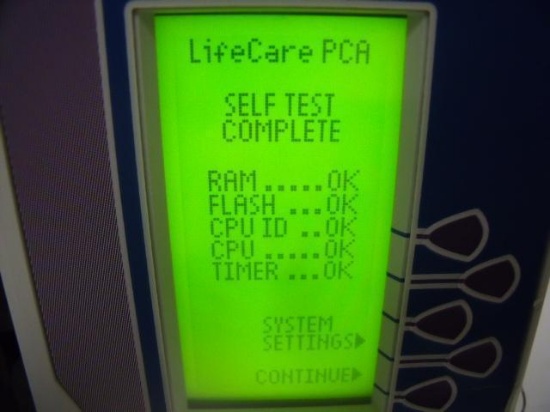 LifeCare PCA
SELF TEST
COMPLETE
RAM.....OK
FLASH ...OK
CPU ID ..OK
CPU .....OK
TIMER ...OK
SYSTEM
SETTINGS▶
CONTINUE▶